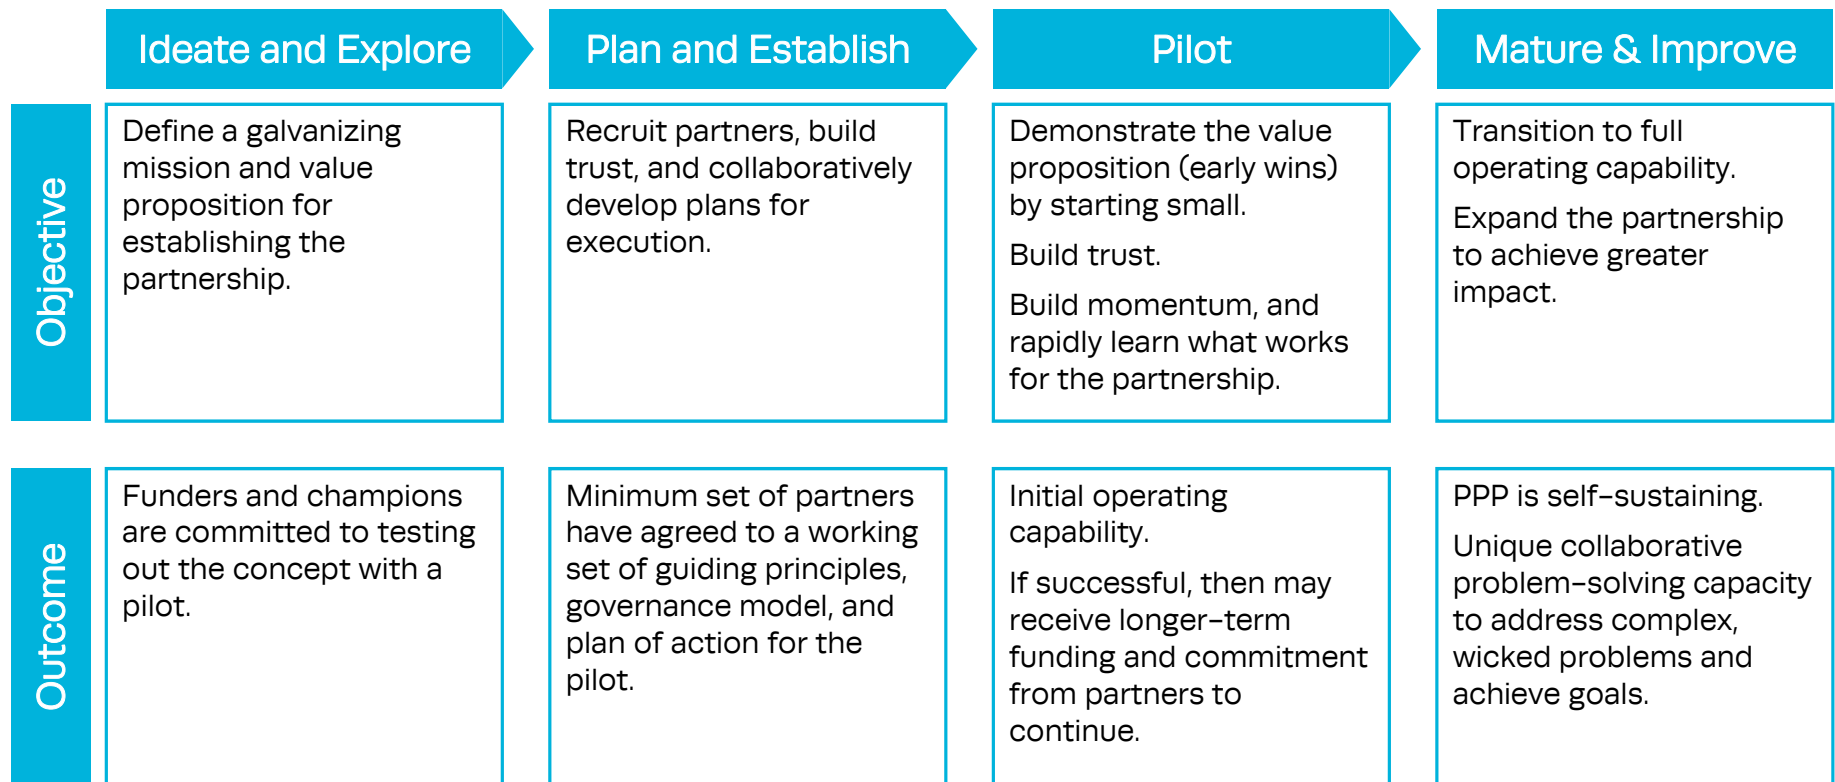 Ideate and Explore
Plan and Establish
Pilot
Mature & Improve
Objective
Define a galvanizing
mission and value
proposition for
establishing the
partnership.
Recruit partners, build
trust, and collaboratively
develop plans for
execution.
Demonstrate the value
proposition (early wins)
by starting small.
Build trust.
Build momentum, and
rapidly learn what works
for the partnership.
Transition to full
operating capability.
Expand the partnership
to achieve greater
impact.
Outcome
Funders and champions
are committed to testing
out the concept with a
pilot.
Minimum set of partners
have agreed to a working
set of guiding principles,
governance model, and
plan of action for the
pilot.
Initial operating
capability.
If successful, then may
receive longer-term
funding and commitment
from partners to
continue.
PPP is self-sustaining.
Unique collaborative
problem-solving capacity
to address complex,
wicked problems and
achieve goals.